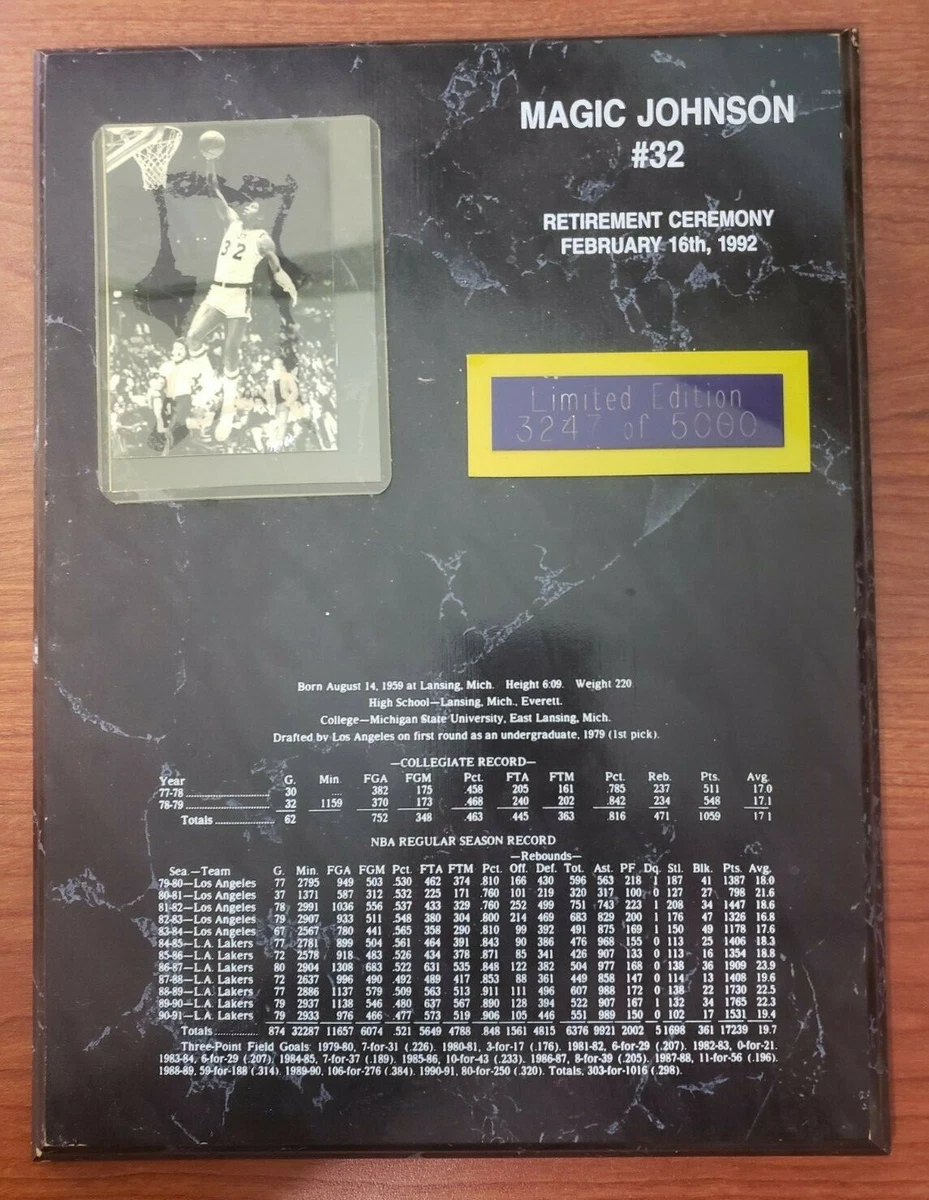 MAGIC JOHNSON
#32
RETIREMENT CEREMONY
FEBRUARY 16th, 1992
32
Limited Edition
3247 of 5000
Born August 14, 1959 at Lansing, Mich. Height 6:09. Weight 220
High School—Lansing, Mich., Everett.
College—Michigan State University, East Lansing, Mich.
Drafted by Los Angeles on first round as an undergraduate, 1979 (1st pick).
—COLLEGIATE RECORD—
Year G. Min. FGA FGM Pct. FTA FTM Pct. Reb. Pts. Avg.
77-78 .................. 30 .... 382 175 .458 205 161 .785 237 511 17.0
78-79 .................. 32 1159 370 173 .468 240 202 .842 234 548 17.1
Totals .................. 62 752 348 .463 445 363 .816 471 1059 17.1
NBA REGULAR SEASON RECORD
—Rebounds—
Sea.—Team G. Min. FGA FGM Pct. FTA FTM Pct. Off. Def. Tot. Ast. PF Dq. Stl. Blk. Pts. Avg.
79-80—Los Angeles 77 2795 949 503 .530 462 374 .810 166 430 596 563 218 1 187 41 1387 18.0
80-81—Los Angeles 37 1371 587 312 .532 225 171 .760 101 219 320 317 100 0 127 27 798 21.6
81-82—Los Angeles 78 2991 1036 556 .537 433 329 .760 252 499 751 743 223 1 208 34 1447 18.6
82-83—Los Angeles 79 2907 933 511 .548 380 304 .800 214 469 683 829 200 1 176 47 1326 16.8
83-84—Los Angeles 67 2567 780 441 .565 358 290 .810 99 392 491 875 169 1 150 49 1178 17.6
84-85—L.A. Lakers 77 2781 899 504 .561 464 391 .843 90 386 476 968 155 0 113 25 1406 18.3
85-86—L.A. Lakers 72 2578 918 483 .526 434 378 .871 85 341 426 907 133 0 113 16 1354 18.8
86-87—L.A. Lakers 80 2904 1308 683 .522 631 535 .848 122 382 504 977 168 0 138 36 1909 23.9
87-88—L.A. Lakers 72 2637 996 490 .492 489 417 .853 88 361 449 858 147 0 114 13 1408 19.6
88-89—L.A. Lakers 77 2886 1137 579 .509 563 513 .911 111 496 607 988 172 0 138 22 1730 22.5
89-90—L.A. Lakers 79 2937 1138 546 .480 637 567 .890 128 394 522 907 167 1 132 34 1765 22.3
90-91—L.A. Lakers 79 2933 976 466 .477 573 519 .906 105 446 551 989 150 0 102 17 1531 19.4
Totals............. 874 32287 11657 6074 .521 5649 4788 .848 1561 4815 6376 9921 2002 5 1698 361 17239 19.7
Three-Point Field Goals: 1979-80, 7-for-31 (.226). 1980-81, 3-for-17 (.176). 1981-82, 6-for-29 (.207). 1982-83, 0-for-21.
1983-84, 6-for-29 (.207). 1984-85, 7-for-37 (.189). 1985-86, 10-for-43 (.233). 1986-87, 8-for-39 (.205). 1987-88, 11-for-56 (.196).
1988-89, 59-for-188 (.314). 1989-90, 106-for-276 (.384). 1990-91, 80-for-250 (.320). Totals, 303-for-1016 (.298).